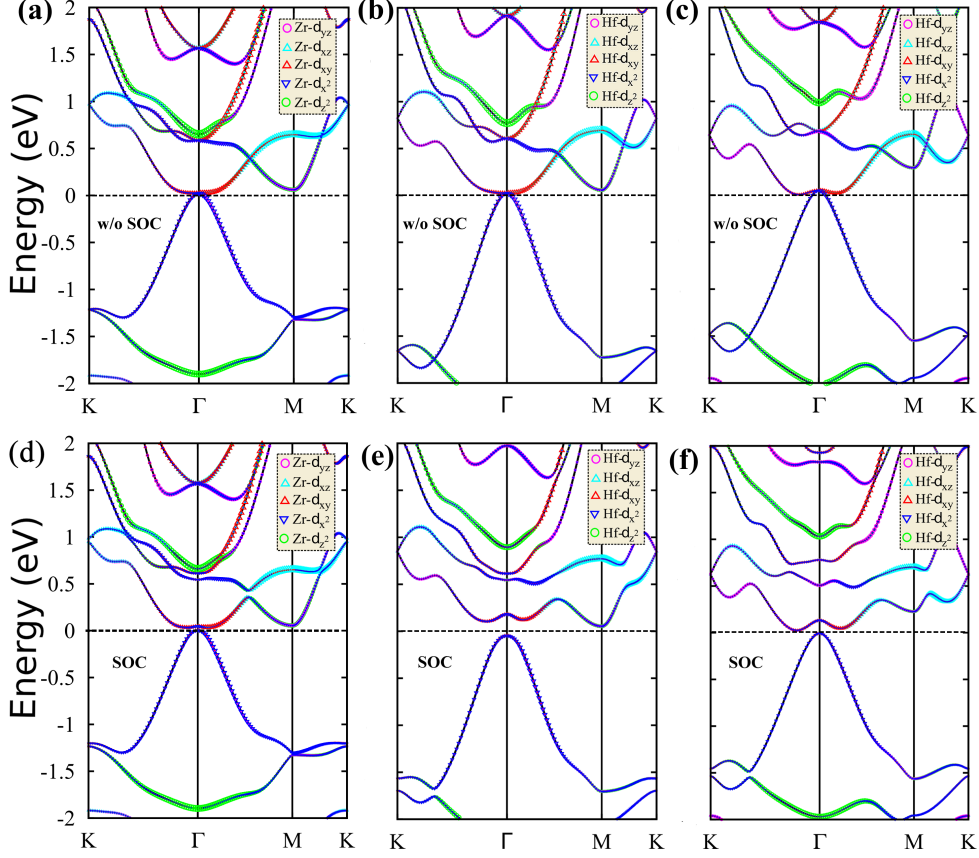 (a)
(b)
(c)
Energy (eV)
2
1.5
1
0.5
0
-0.5
-1
-1.5
-2
Zr-dyz
Zr-dxz
Zr-dxy
Zr-dx²
Zr-dz²
w/o SOC
K Γ M K
Hf-dyz
Hf-dxz
Hf-dxy
Hf-dx²
Hf-dz²
w/o SOC
K Γ M K
Hf-dyz
Hf-dxz
Hf-dxy
Hf-dx²
Hf-dz²
w/o SOC
K Γ M K
(d)
(e)
(f)
Energy (eV)
2
1.5
1
0.5
0
-0.5
-1
-1.5
-2
Zr-dyz
Zr-dxz
Zr-dxy
Zr-dx²
Zr-dz²
SOC
K Γ M K
Hf-dyz
Hf-dxz
Hf-dxy
Hf-dx²
Hf-dz²
SOC
K Γ M K
Hf-dyz
Hf-dxz
Hf-dxy
Hf-dx²
Hf-dz²
SOC
K Γ M K